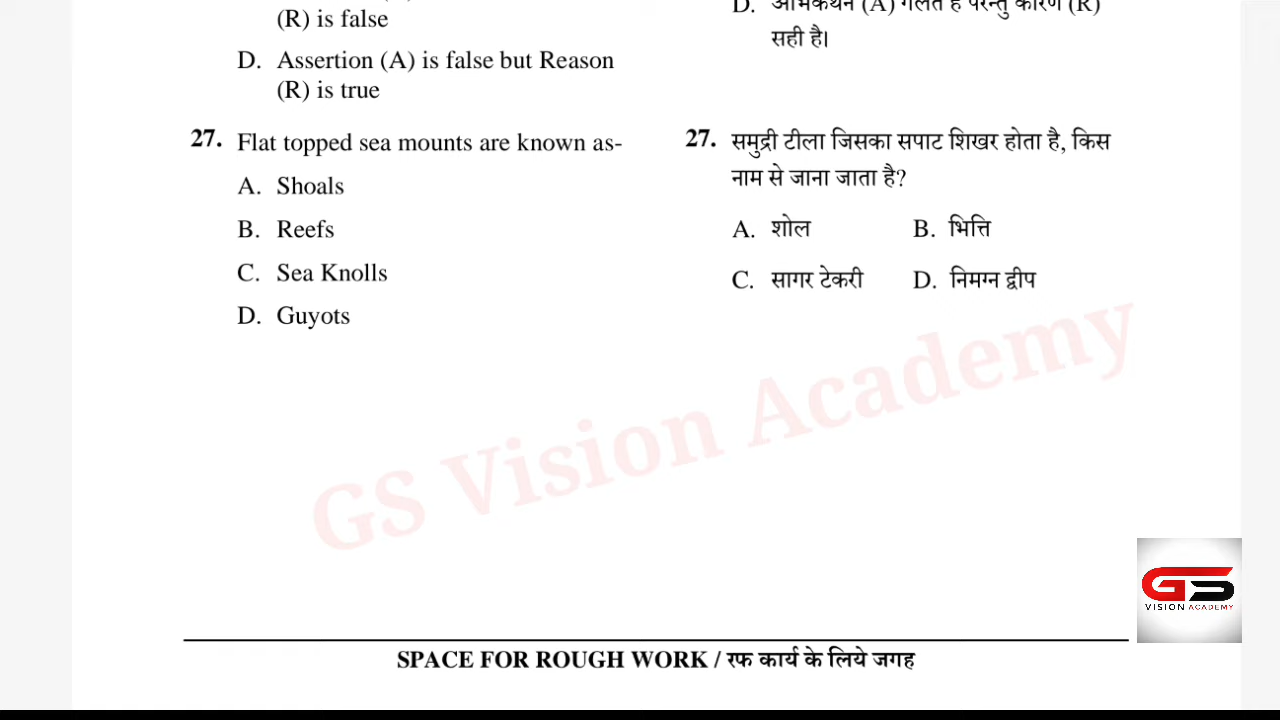 (R) is false
D. Assertion (A) is false but Reason
(R) is true
27. Flat topped sea mounts are known as-
A. Shoals
B. Reefs
C. Sea Knolls
D. Guyots
D. अभिकथन (A) गलत है परन्तु कारण (R)
सही है।
27. समुद्री टीला जिसका सपाट शिखर होता है, किस
नाम से जाना जाता है?
A. शोल B. भित्ति
C. सागर टेकरी D. निमग्न द्वीप
GS Vision Academy
GS
VISION ACADEMY
SPACE FOR ROUGH WORK / रफ कार्य के लिये जगह